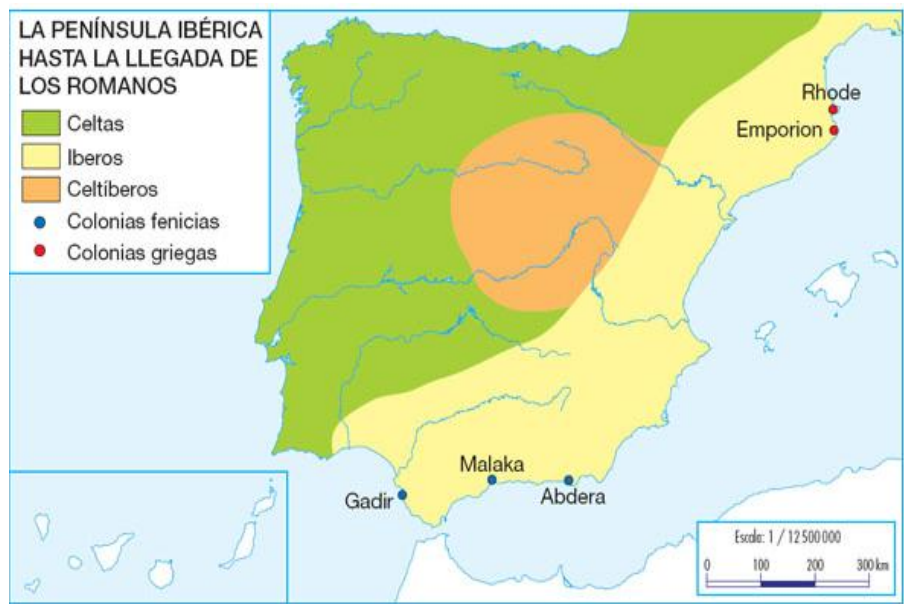 LA PENÍNSULA IBÉRICA
HASTA LA LLEGADA DE
LOS ROMANOS
Celtas
Iberos
Celtíberos
Colonias fenicias
Colonias griegas
Rhode
Emporion
Malaka
Gadir
Abdera
Escala: 1 / 12 500 000
0 100 200 300 km